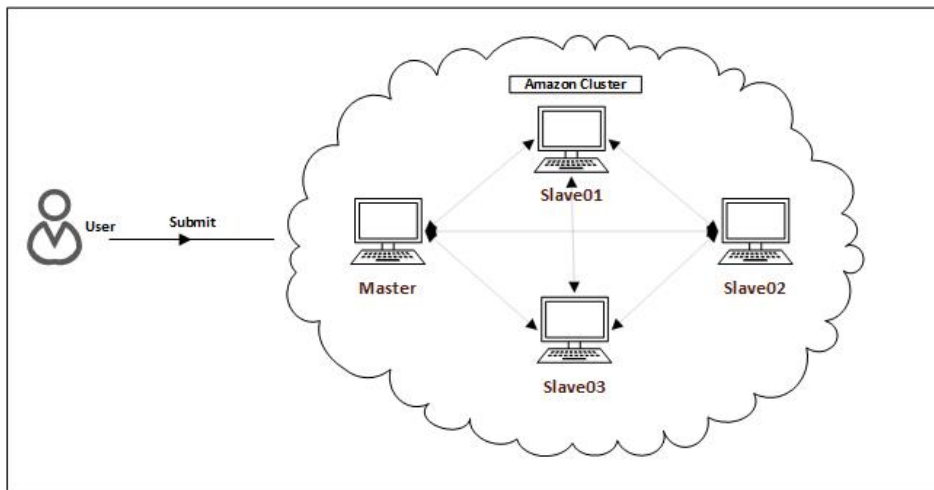 Amazon Cluster
Slave01
User
Submit
Master
Slave02
Slave03